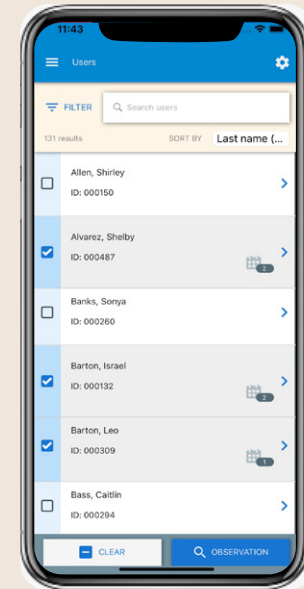 11:43
Users
FILTER
Search users
131 results
SORT BY
Last name (...
Allen, Shirley
ID: 000150
Alvarez, Shelby
ID: 000487
2
Banks, Sonya
ID: 000260
Barton, Israel
ID: 000132
2
Barton, Leo
ID: 000309
1
Bass, Caitlin
ID: 000294
CLEAR
OBSERVATION